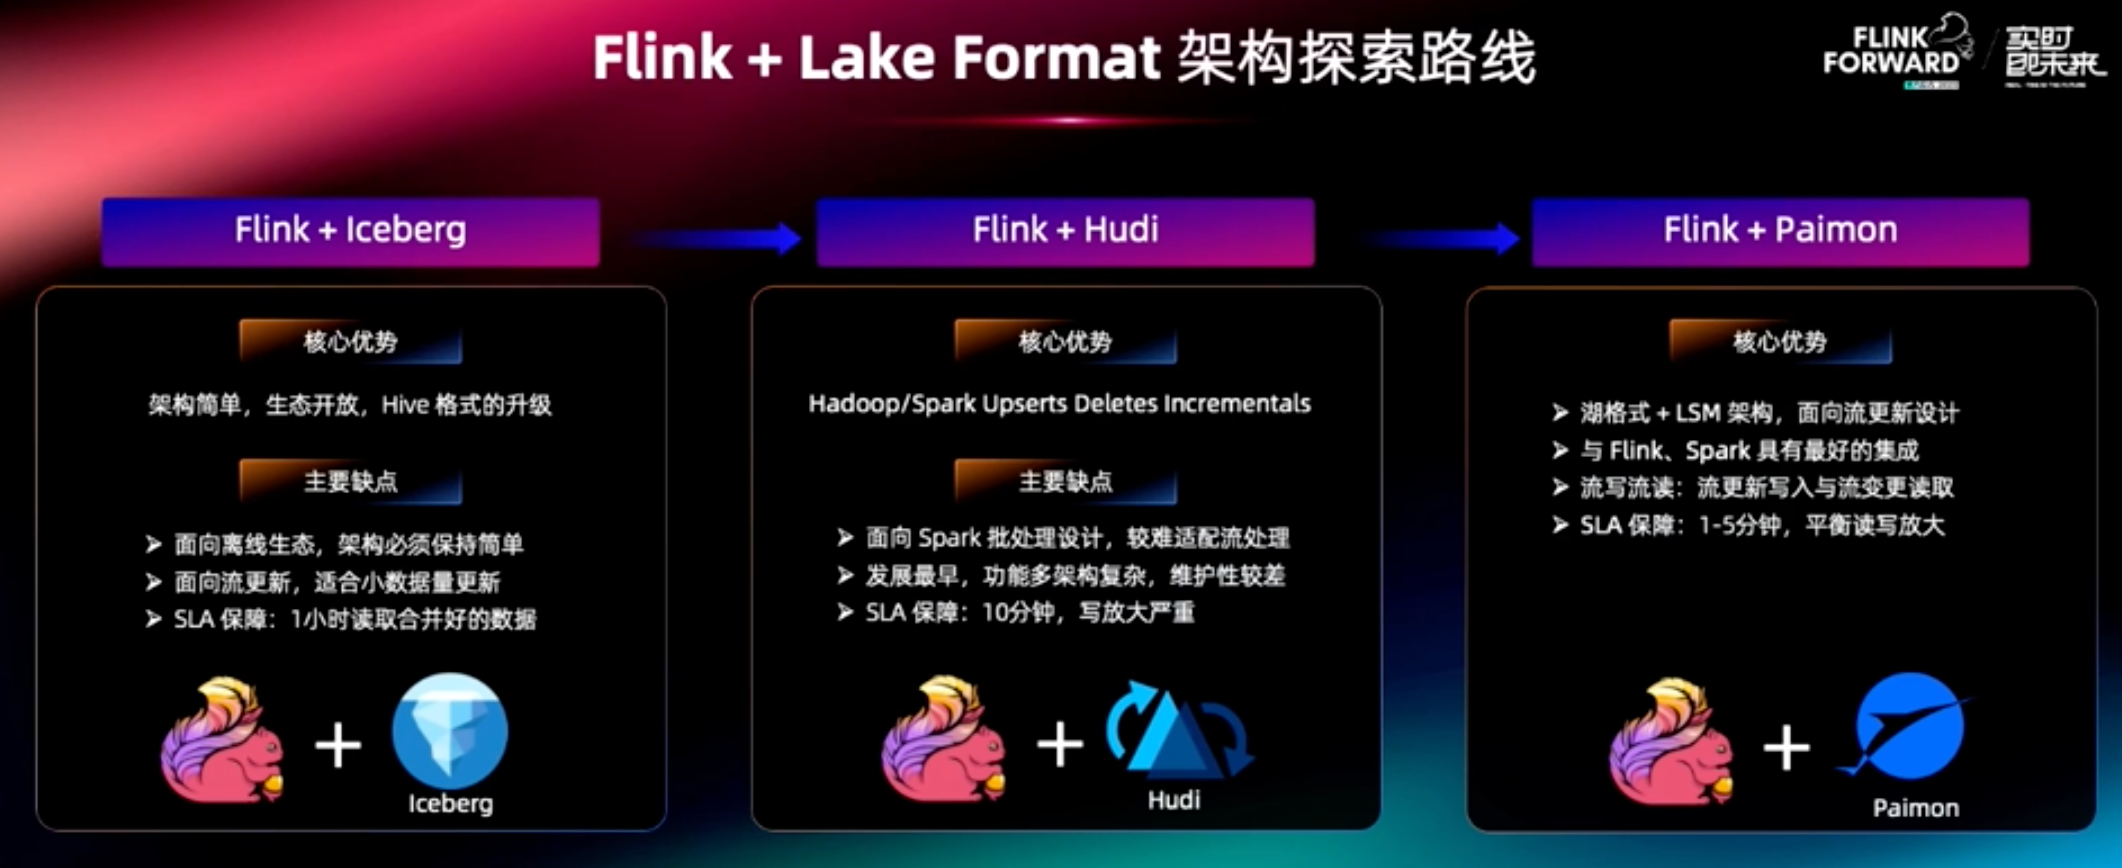 Flink + Lake Format 架构探索路线
FLINK
FORWARD
实时
即未来
Flink + Iceberg
核心优势
架构简单，生态开放，Hive 格式的升级
主要缺点
➢ 面向离线生态，架构必须保持简单
➢ 面向流更新，适合小数据量更新
➢ SLA 保障：1小时读取合并好的数据
Iceberg
Flink + Hudi
核心优势
Hadoop/Spark Upserts Deletes Incrementals
主要缺点
➢ 面向 Spark 批处理设计，较难适配流处理
➢ 发展最早，功能多架构复杂，维护性较差
➢ SLA 保障：10分钟，写放大严重
Hudi
Flink + Paimon
核心优势
➢ 湖格式 + LSM 架构，面向流更新设计
➢ 与 Flink、Spark 具有最好的集成
➢ 流写流读：流更新写入与流变更读取
➢ SLA 保障：1-5分钟，平衡读写放大
Paimon